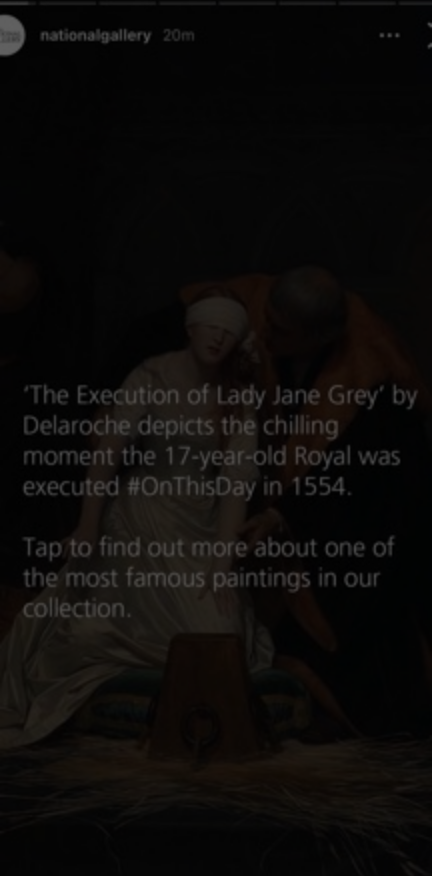 nationalgallery 20m
'The Execution of Lady Jane Grey' by
Delaroche depicts the chilling
moment the 17-year-old Royal was
executed #OnThisDay in 1554.
Tap to find out more about one of
the most famous paintings in our
collection.